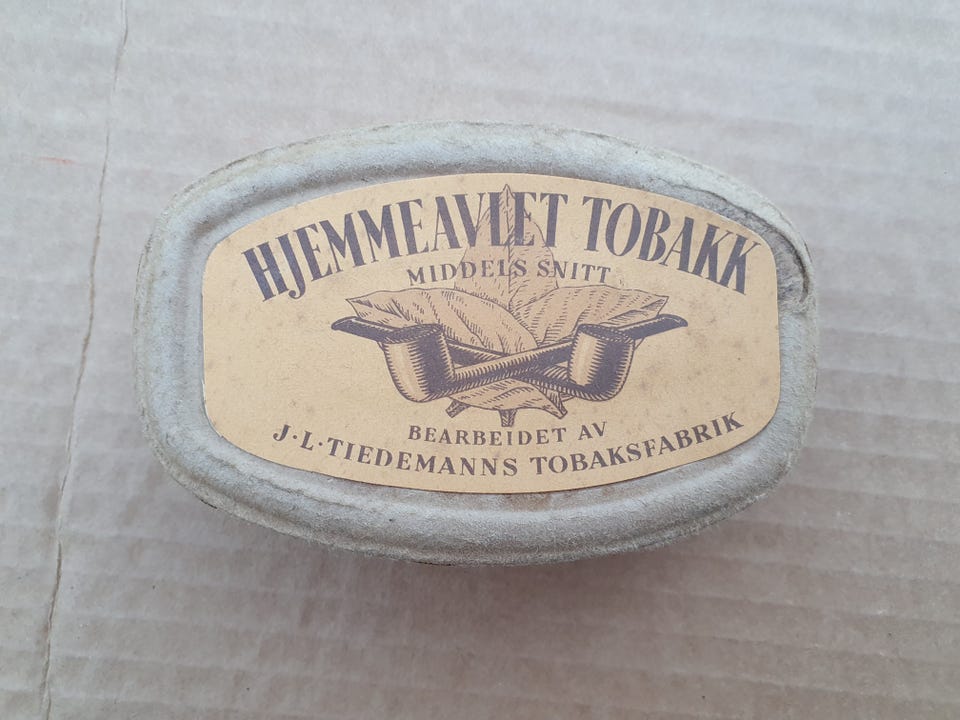 HJEMMEAVLET TOBAKK
MIDDELS SNITT
BEARBEIDET AV
J·L·TIEDEMANNS TOBAKSFABRIK